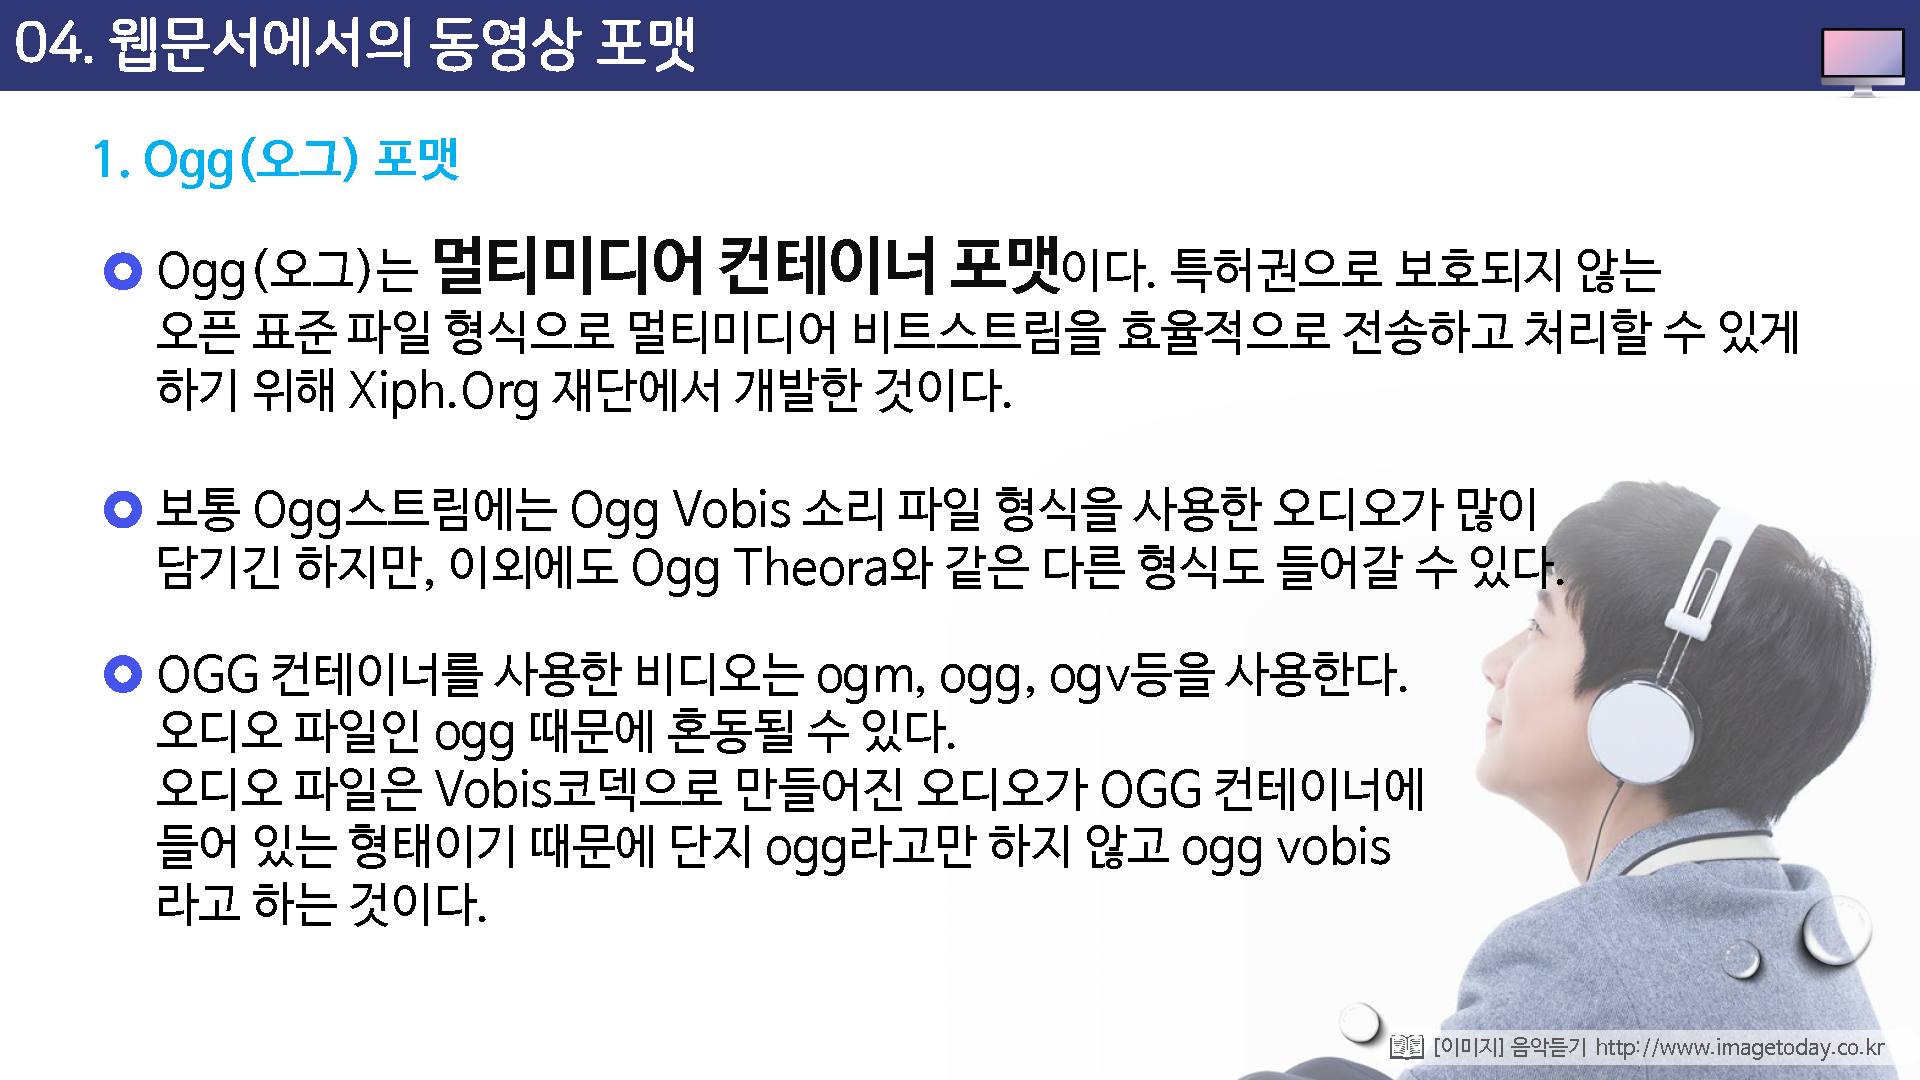 04. 웹문서에서의 동영상 포맷
1. Ogg(오그) 포맷
Ogg(오그)는 멀티미디어 컨테이너 포맷이다. 특허권으로 보호되지 않는
오픈 표준 파일 형식으로 멀티미디어 비트스트림을 효율적으로 전송하고 처리할 수 있게
하기 위해 Xiph.Org 재단에서 개발한 것이다.
보통 Ogg스트림에는 Ogg Vobis 소리 파일 형식을 사용한 오디오가 많이
담기긴 하지만, 이외에도 Ogg Theora와 같은 다른 형식도 들어갈 수 있다.
OGG 컨테이너를 사용한 비디오는 ogm, ogg, ogv등을 사용한다.
오디오 파일인 ogg 때문에 혼동될 수 있다.
오디오 파일은 Vobis코덱으로 만들어진 오디오가 OGG 컨테이너에
들어 있는 형태이기 때문에 단지 ogg라고만 하지 않고 ogg vobis
라고 하는 것이다.
[이미지] 음악듣기 http://www.imagetoday.co.kr